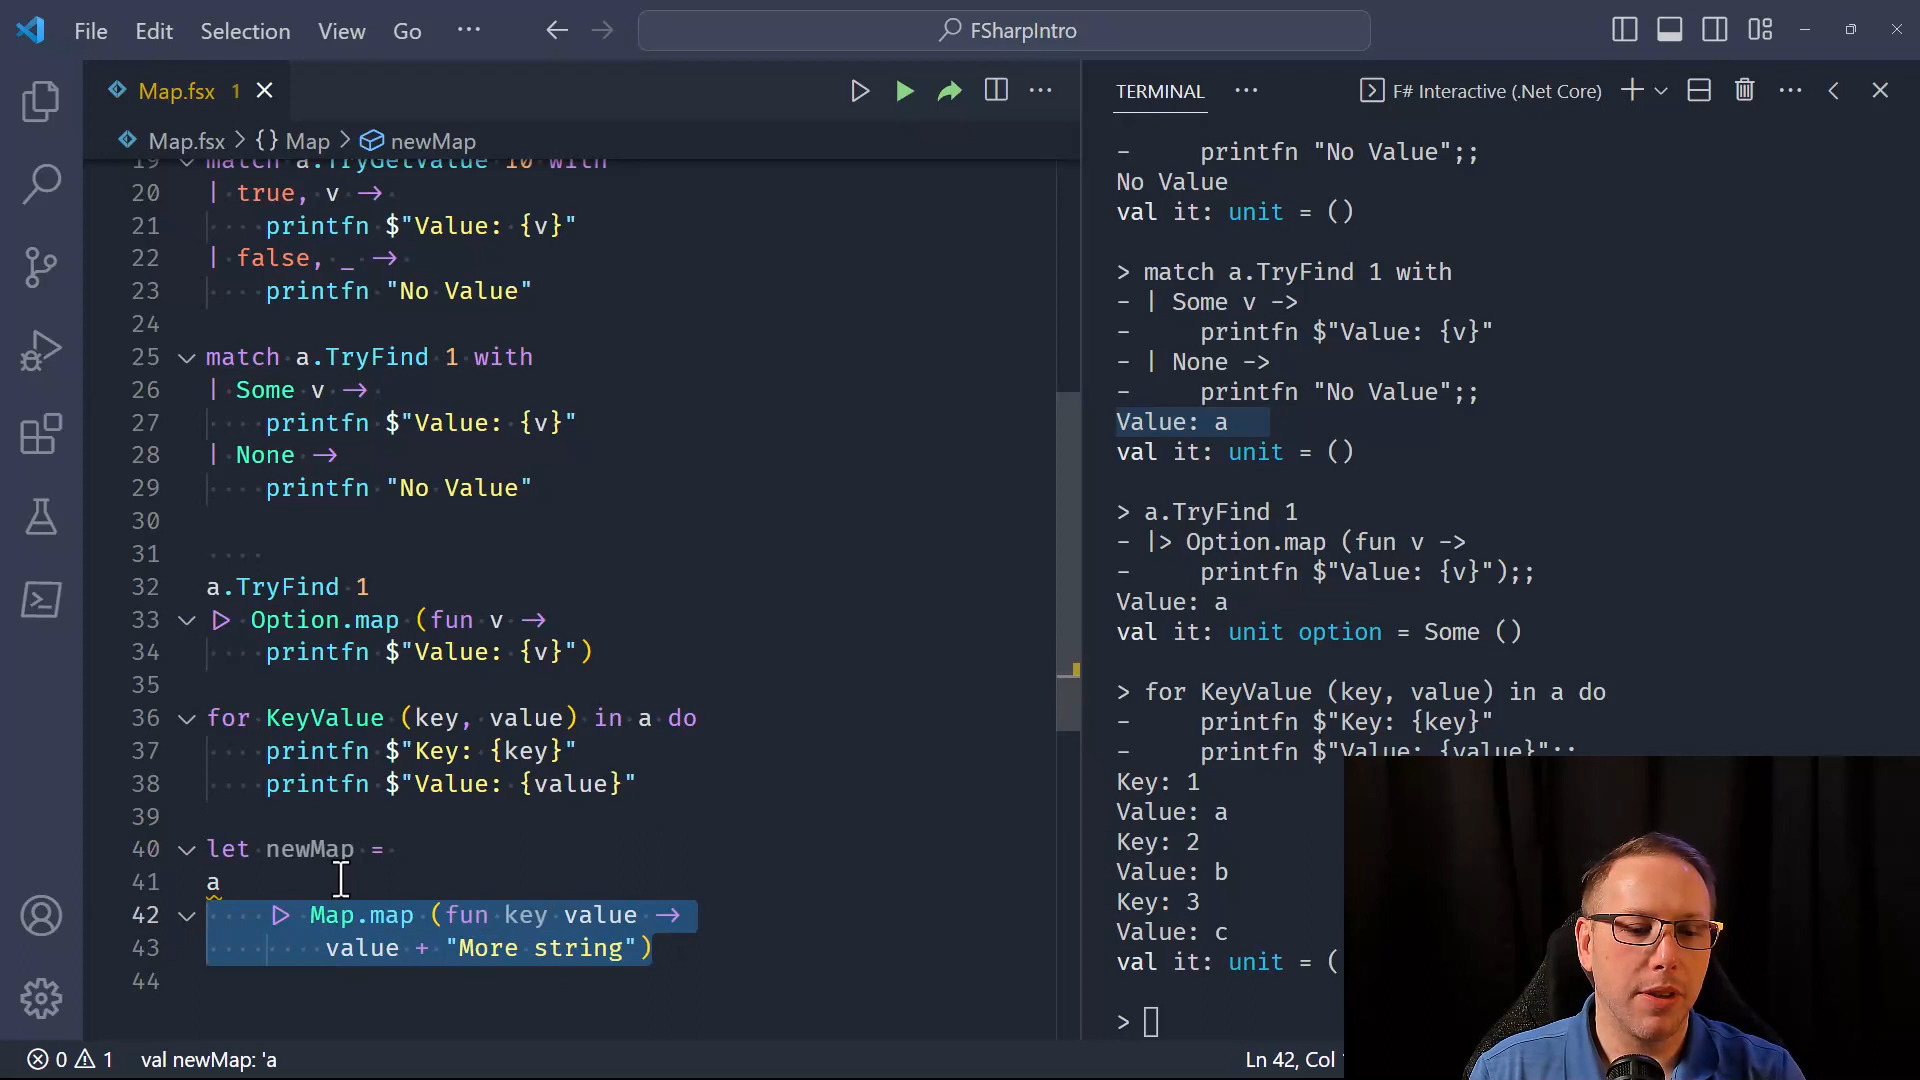 File Edit Selection View Go ··· FSharpIntro
Map.fsx 1
Map.fsx > {} Map > newMap
19 match a.TryGetValue 10 with
20 | true, v ->
21 printfn $"Value: {v}"
22 | false, _ ->
23 printfn "No Value"
24
25 match a.TryFind 1 with
26 | Some v ->
27 printfn $"Value: {v}"
28 | None ->
29 printfn "No Value"
30
31
32 a.TryFind 1
33 |> Option.map (fun v ->
34 printfn $"Value: {v}")
35
36 for KeyValue (key, value) in a do
37 printfn $"Key: {key}"
38 printfn $"Value: {value}"
39
40 let newMap =
41 a
42 |> Map.map (fun key value ->
43 value + "More string")
44
TERMINAL ··· F# Interactive (.Net Core)
- printfn "No Value";;
No Value
val it: unit = ()
> match a.TryFind 1 with
- | Some v ->
- printfn $"Value: {v}"
- | None ->
- printfn "No Value";;
Value: a
val it: unit = ()
> a.TryFind 1
- |> Option.map (fun v ->
- printfn $"Value: {v}");;
Value: a
val it: unit option = Some ()
> for KeyValue (key, value) in a do
- printfn $"Key: {key}"
- printfn $"Value: {value}";;
Key: 1
Value: a
Key: 2
Value: b
Key: 3
Value: c
val it: unit = (
>
0 1 val newMap: 'a
Ln 42, Col